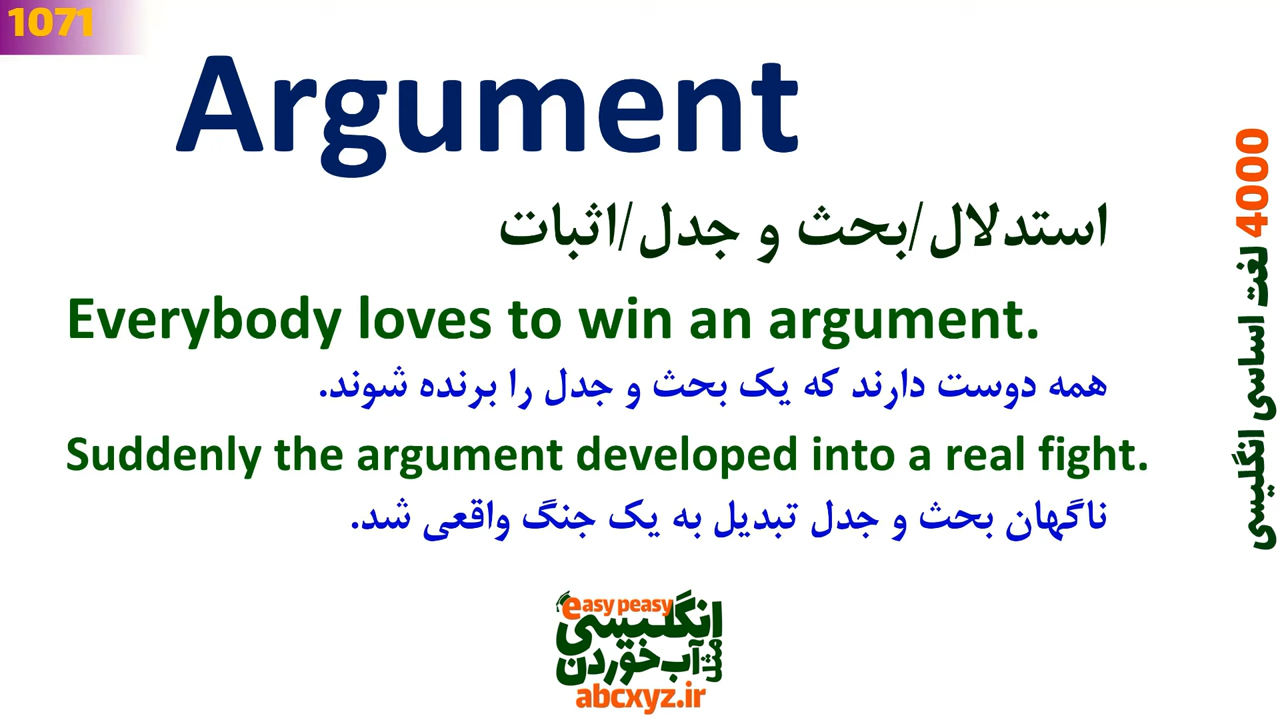 1071
Argument
استدلال/بحث و جدل/اثبات
Everybody loves to win an argument.
همه دوست دارند که یک بحث و جدل را برنده شوند.
Suddenly the argument developed into a real fight.
ناگهان بحث و جدل تبدیل به یک جنگ واقعی شد.
4000 لغت اساسی انگلیسی
easy peasy
انگلیسی
مثل آب خوردن
abcxyz.ir